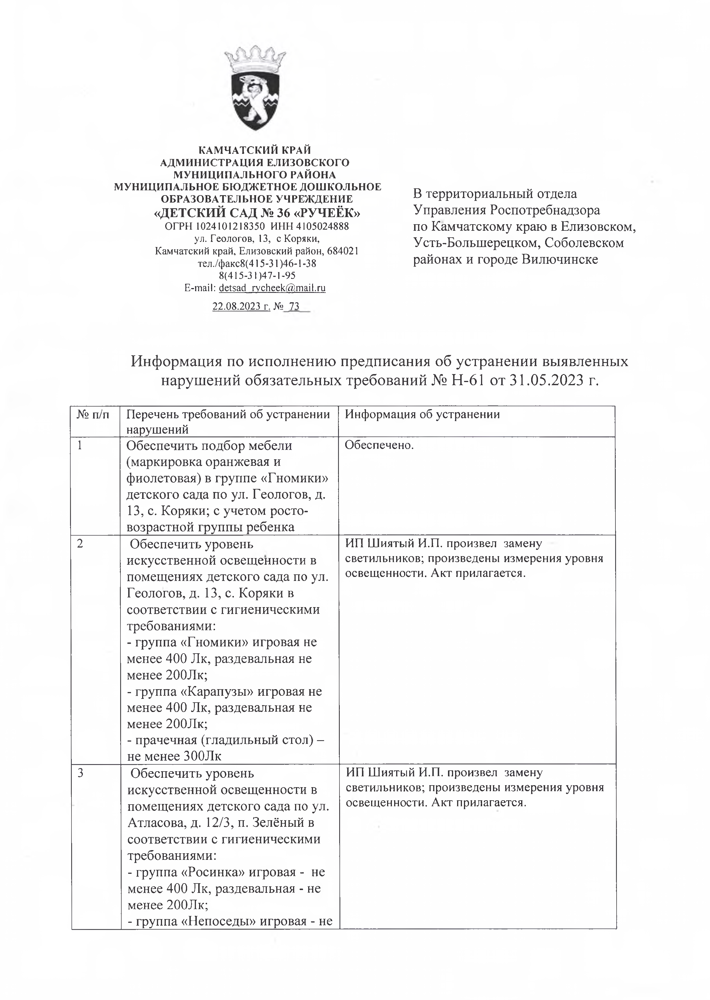 КАМЧАТСКИЙ КРАЙ
АДМИНИСТРАЦИЯ ЕЛИЗОВСКОГО
МУНИЦИПАЛЬНОГО РАЙОНА
МУНИЦИПАЛЬНОЕ БЮДЖЕТНОЕ ДОШКОЛЬНОЕ
ОБРАЗОВАТЕЛЬНОЕ УЧРЕЖДЕНИЕ
«ДЕТСКИЙ САД № 36 «РУЧЕЁК»
ОГРН 1024101218350 ИНН 4105024888
ул. Геологов, 13, с Коряки,
Камчатский край, Елизовский район, 684021
тел./факс8(415-31)46-1-38
8(415-31)47-1-95
E-mail: detsad_rycheek@mail.ru
22.08.2023 г. № 73
В территориальный отдела
Управления Роспотребнадзора
по Камчатскому краю в Елизовском,
Усть-Большерецком, Соболевском
районах и городе Вилючинске
Информация по исполнению предписания об устранении выявленных
нарушений обязательных требований № Н-61 от 31.05.2023 г.
№ п/п
Перечень требований об устранении
нарушений
Информация об устранении
1
Обеспечить подбор мебели
(маркировка оранжевая и
фиолетовая) в группе «Гномики»
детского сада по ул. Геологов, д.
13, с. Коряки; с учетом росто-
возрастной группы ребенка
Обеспечено.
2
Обеспечить уровень
искусственной освещенности в
помещениях детского сада по ул.
Геологов, д. 13, с. Коряки в
соответствии с гигиеническими
требованиями:
- группа «Гномики» игровая не
менее 400 Лк, раздевальная не
менее 200Лк;
- группа «Карапузы» игровая не
менее 400 Лк, раздевальная не
менее 200Лк;
- прачечная (гладильный стол) –
не менее 300Лк
ИП Шиятый И.П. произвел замену
светильников; произведены измерения уровня
освещенности. Акт прилагается.
3
Обеспечить уровень
искусственной освещенности в
помещениях детского сада по ул.
Атласова, д. 12/3, п. Зелёный в
соответствии с гигиеническими
требованиями:
- группа «Росинка» игровая - не
менее 400 Лк, раздевальная - не
менее 200Лк;
- группа «Непоседы» игровая - не
ИП Шиятый И.П. произвел замену
светильников; произведены измерения уровня
освещенности. Акт прилагается.